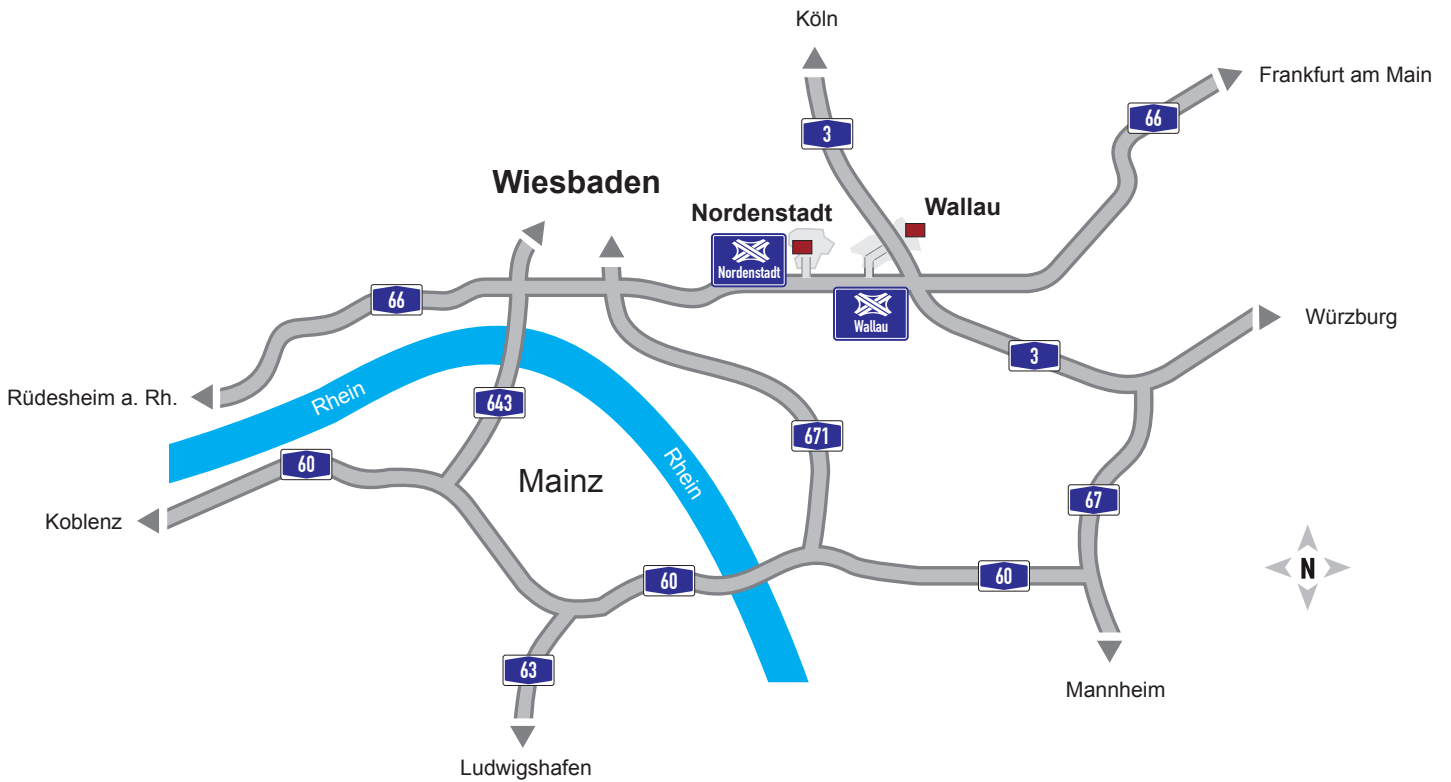 Köln
Frankfurt am Main
66
3
Wiesbaden
Nordenstadt
Wallau
Nordenstadt
66
Wallau
Würzburg
3
Rüdesheim a. Rh.
Rhein
643
671
60
Mainz
Rhein
67
Koblenz
60
60
N
63
Mannheim
Ludwigshafen